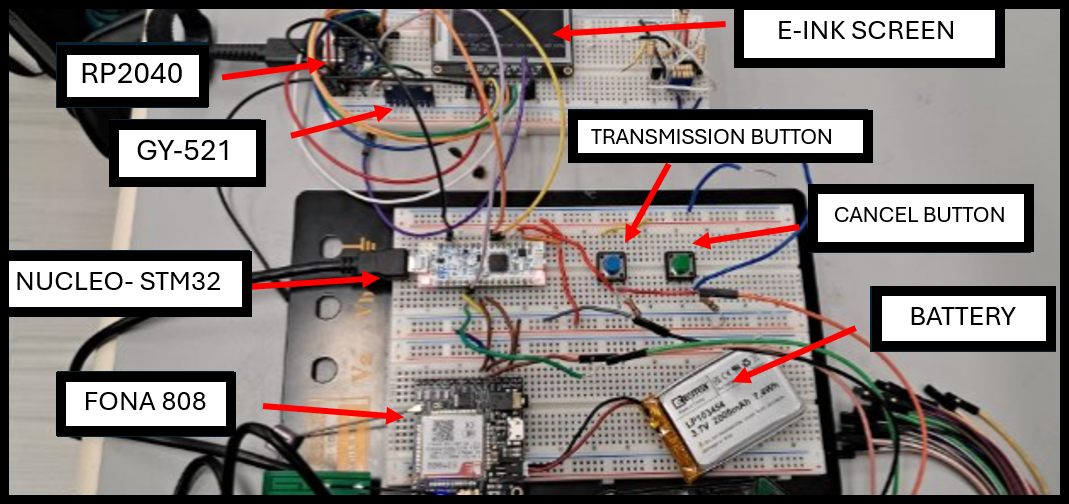 E-INK SCREEN
RP2040
TRANSMISSION BUTTON
GY-521
CANCEL BUTTON
NUCLEO- STM32
BATTERY
LP103454
3.7V 2000mAh 7.4Wh
FONA 808
SIM808